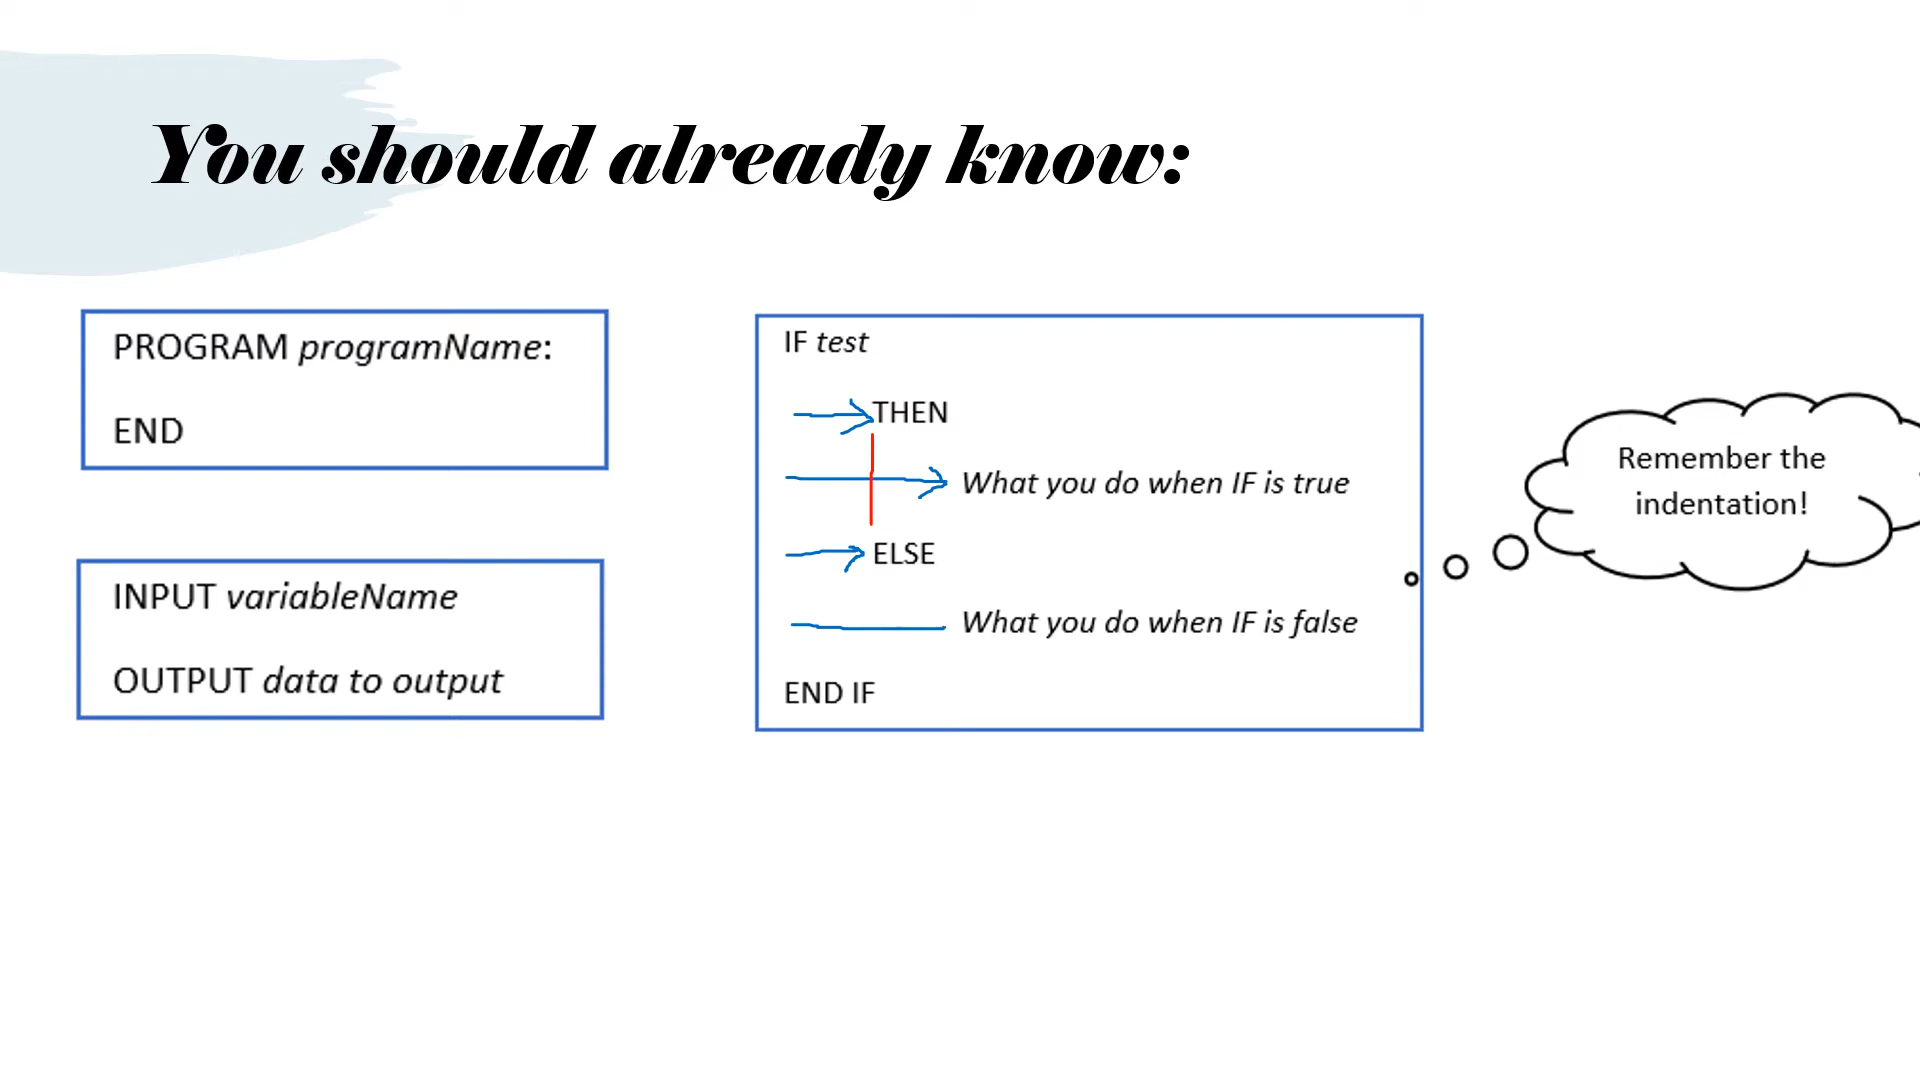 You should already know:
PROGRAM programName:
END
INPUT variableName
OUTPUT data to output
IF test
THEN
What you do when IF is true
ELSE
What you do when IF is false
END IF
Remember the
indentation!